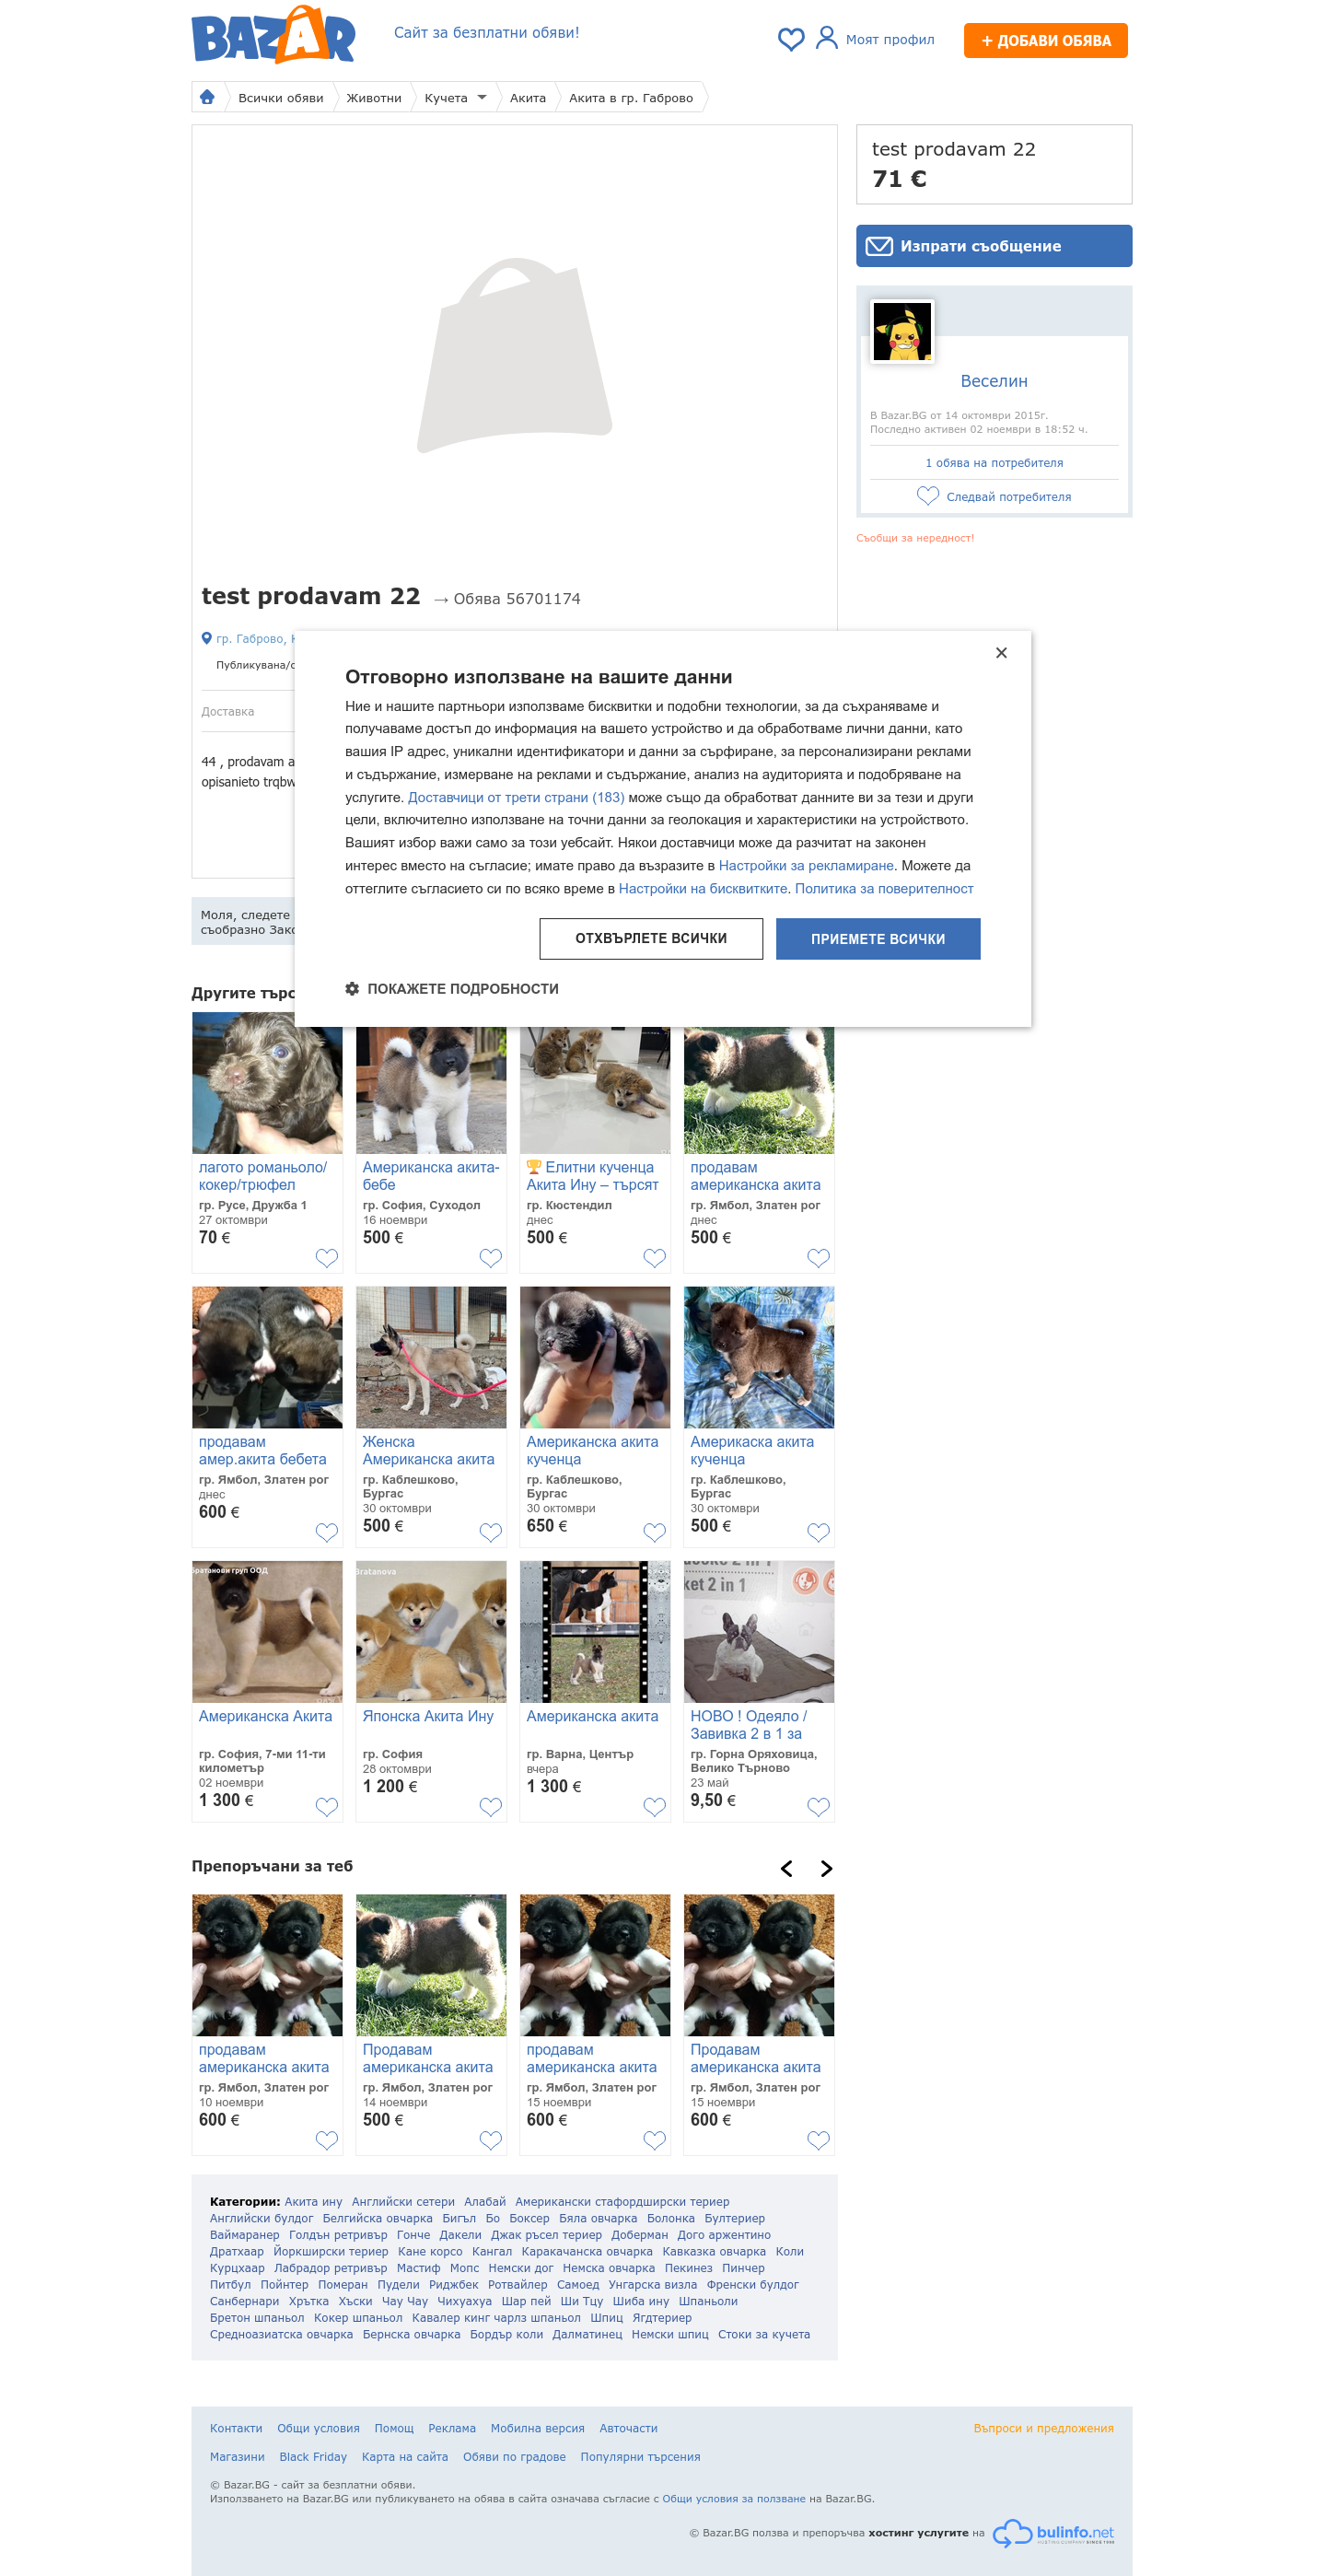 BAZAR
Сайт за безплатни обяви!
Моят профил
+ ДОБАВИ ОБЯВА
Всички обяви
Животни
Кучета
Акита
Акита в гр. Габрово
test prodavam 22
71 €
Изпрати съобщение
Веселин
В Bazar.BG от 14 октомври 2015г.
Последно активен 02 ноември в 18:52 ч.
1 обява на потребителя
Следвай потребителя
Съобщи за нередност!
test prodavam 22 → Обява 56701174
гр. Габрово,
Публикувана/
Доставка
44 , prodavam
opisanieto
Моля, следете
съобразно
×
Отговорно използване на вашите данни
Ние и нашите партньори използваме бисквитки и подобни технологии, за да съхраняваме и
получаваме достъп до информация на вашето устройство и да обработваме лични данни, като
вашия IP адрес, уникални идентификатори и данни за сърфиране, за персонализирани реклами
и съдържание, измерване на реклами и съдържание, анализ на аудиторията и подобряване на
услугите. Доставчици от трети страни (183) може също да обработват данните ви за тези и други
цели, включително използване на точни данни за геолокация и характеристики на устройството.
Вашият избор важи само за този уебсайт. Някои доставчици може да разчитат на законен
интерес вместо на съгласие; имате право да възразите в Настройки за рекламиране. Можете да
оттеглите съгласието си по всяко време в Настройки на бисквитките. Политика за поверителност
ОТХВЪРЛЕТЕ ВСИЧКИ
ПРИЕМЕТЕ ВСИЧКИ
ПОКАЖЕТЕ ПОДРОБНОСТИ
Другите
лагото романьоло/
кокер/трюфел
гр. Русе, Дружба 1
27 октомври
70 €
Американска акита-
бебе
гр. София, Суходол
16 ноември
500 €
🏆 Елитни кученца
Акита Ину – търсят
гр. Кюстендил
днес
500 €
продавам
американска акита
гр. Ямбол, Златен рог
днес
500 €
продавам
амер.акита бебета
гр. Ямбол, Златен рог
днес
600 €
Женска
Американска акита
гр. Каблешково,
Бургас
30 октомври
500 €
Американска акита
кученца
гр. Каблешково,
Бургас
30 октомври
650 €
Америкаска акита
кученца
гр. Каблешково,
Бургас
30 октомври
500 €
братанови груп ООД
Американска Акита
гр. София, 7-ми 11-ти
километър
02 ноември
1 300 €
Bratanova
Японска Акита Ину
гр. София
28 октомври
1 200 €
Американска акита
гр. Варна, Център
вчера
1 300 €
ket 2 in 1
НОВО ! Одеяло /
Завивка 2 в 1 за
гр. Горна Оряховица,
Велико Търново
23 май
9,50 €
Препоръчани за теб
продавам
американска акита
гр. Ямбол, Златен рог
10 ноември
600 €
Продавам
американска акита
гр. Ямбол, Златен рог
14 ноември
500 €
продавам
американска акита
гр. Ямбол, Златен рог
15 ноември
600 €
Продавам
американска акита
гр. Ямбол, Златен рог
15 ноември
600 €
Категории: Акита ину Английски сетери Алабай Американски стафордширски териер
Английски булдог Белгийска овчарка Бигъл Бо Боксер Бяла овчарка Болонка Бултериер
Ваймаранер Голдън ретривър Гонче Дакели Джак ръсел териер Доберман Дого аржентино
Дратхаар Йоркширски териер Кане корсо Кангал Каракачанска овчарка Кавказка овчарка Коли
Курцхаар Лабрадор ретривър Мастиф Мопс Немски дог Немска овчарка Пекинез Пинчер
Питбул Пойнтер Померан Пудели Риджбек Ротвайлер Самоед Унгарска визла Френски булдог
Санбернари Хрътка Хъски Чау Чау Чихуахуа Шар пей Ши Тцу Шиба ину Шпаньоли
Бретон шпаньол Кокер шпаньол Кавалер кинг чарлз шпаньол Шпиц Ягдтериер
Средноазиатска овчарка Бернска овчарка Бордър коли Далматинец Немски шпиц Стоки за кучета
Контакти Общи условия Помощ Реклама Мобилна версия Авточасти
Въпроси и предложения
Магазини Black Friday Карта на сайта Обяви по градове Популярни търсения
© Bazar.BG - сайт за безплатни обяви.
Използването на Bazar.BG или публикуването на обява в сайта означава съгласие с Общи условия за ползване на Bazar.BG.
© Bazar.BG ползва и препоръчва хостинг услугите на
bulinfo.net
HOSTING COMPANY SINCE 1998